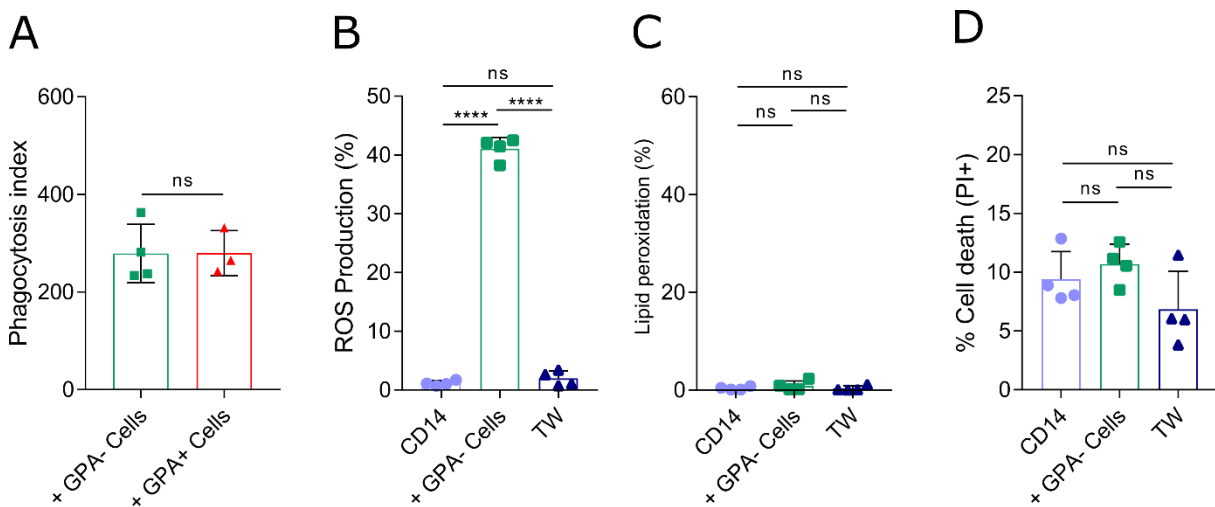 A
Phagocytosis index
600
400
200
0
ns
+ GPA- Cells
+ GPA+ Cells
B
ROS Production (%)
50
40
30
20
10
0
ns
****
****
CD14
+ GPA- Cells
TW
C
Lipid peroxidation (%)
60
40
20
0
ns
ns
ns
CD14
+ GPA- Cells
TW
D
% Cell death (PI+)
25
20
15
10
5
0
ns
ns
ns
CD14
+ GPA- Cells
TW